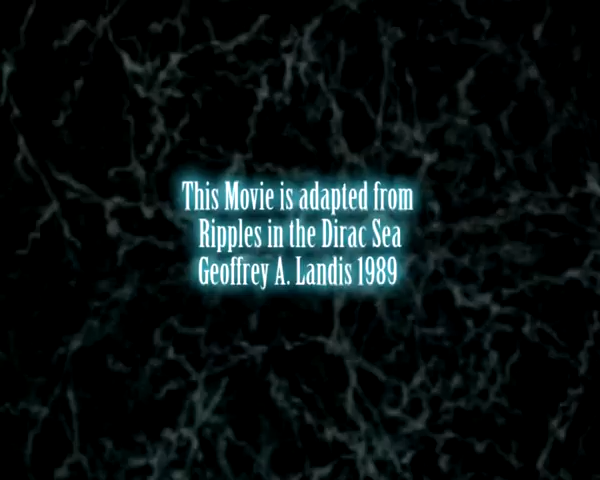 This Movie is adapted from
Ripples in the Dirac Sea
Geoffrey A. Landis 1989